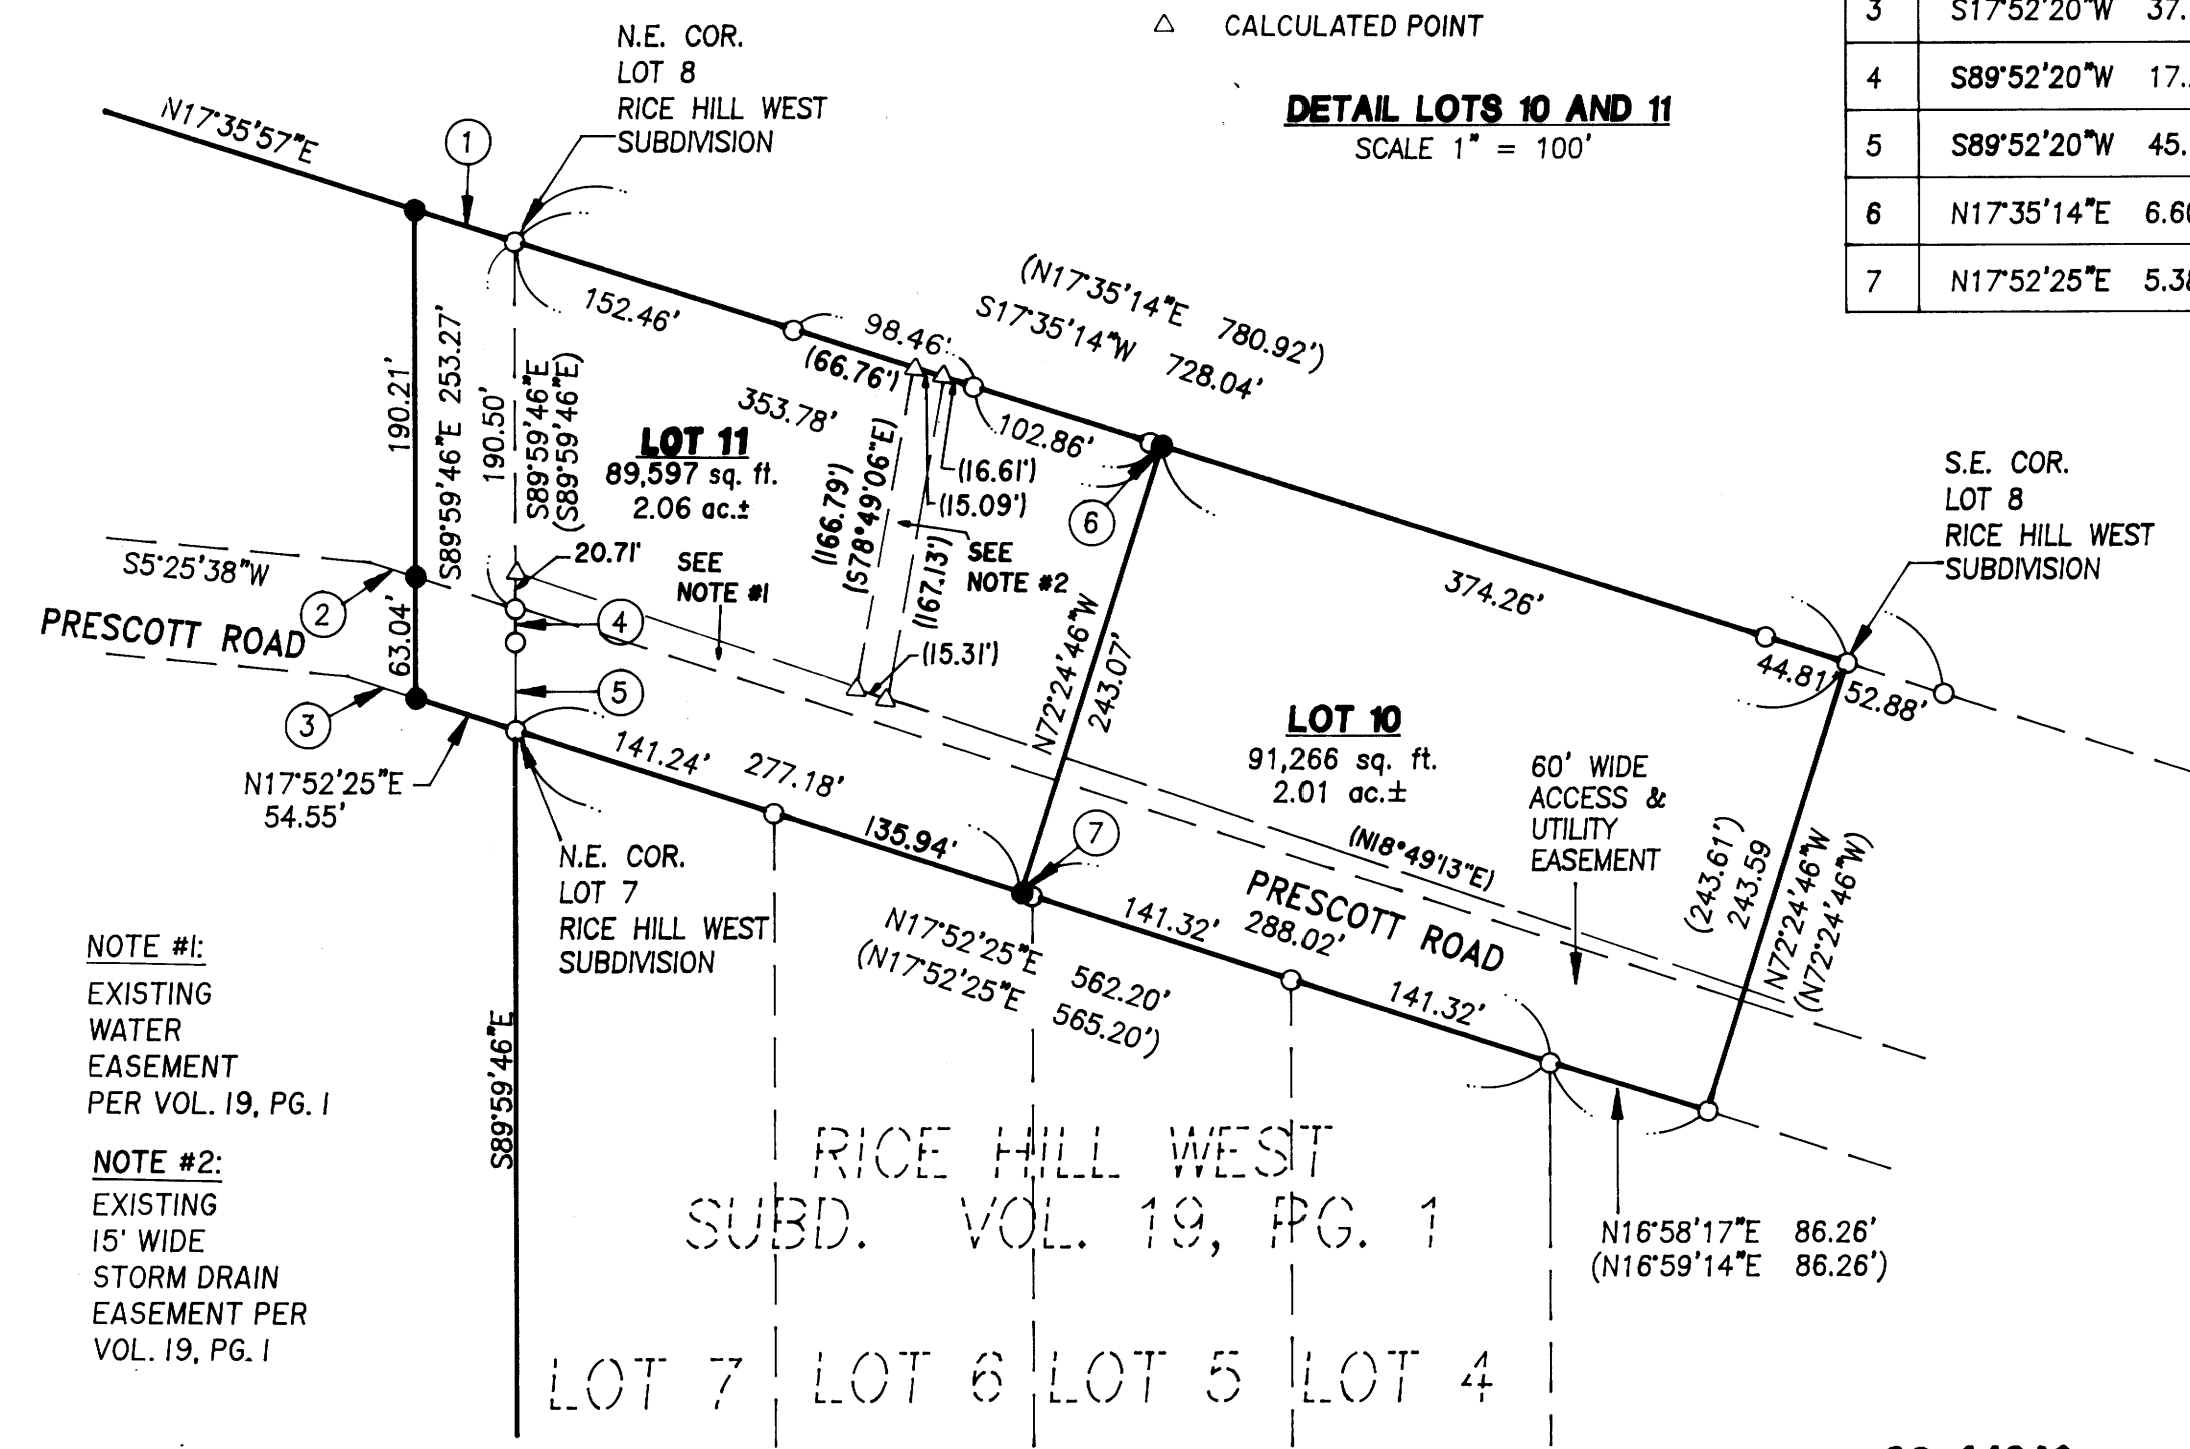 △ CALCULATED POINT
DETAIL LOTS 10 AND 11
SCALE 1" = 100'
3 S17°52'20"W 37.
4 S89°52'20"W 17.
5 S89°52'20"W 45.
6 N17°35'14"E 6.60
7 N17°52'25"E 5.38
N.E. COR.
LOT 8
RICE HILL WEST
SUBDIVISION
N17°35'57"E
1
152.46'
98.46'
(66.76')
353.78'
(N17°35'14"E 780.92')
S17°35'14"W 728.04'
102.86'
(16.61')
(15.09')
190.21'
S89°59'46"E 253.27'
190.50'
S89°59'46"E
(S89°59'46"E)
LOT 11
89,597 sq. ft.
2.06 ac.±
(166.79')
(S78°49'06"E)
(167.13')
SEE
NOTE #2
6
S.E. COR.
LOT 8
RICE HILL WEST
SUBDIVISION
374.26'
44.81'
52.88'
S5°25'38"W
2
PRESCOTT ROAD
63.04'
20.71'
SEE
NOTE #1
4
5
3
(15.31')
N72°24'46"W
243.07'
N17°52'25"E
54.55'
141.24'
277.18'
135.94'
7
LOT 10
91,266 sq. ft.
2.01 ac.±
60' WIDE
ACCESS &
UTILITY
EASEMENT
(N18°49'13"E)
PRESCOTT ROAD
(243.61')
243.59
N72°24'46"W
(N72°24'46"W)
N.E. COR.
LOT 7
RICE HILL WEST
SUBDIVISION
141.32'
288.02'
141.32'
N17°52'25"E 562.20'
(N17°52'25"E 565.20')
NOTE #1:
EXISTING
WATER
EASEMENT
PER VOL. 19, PG. 1
NOTE #2:
EXISTING
15' WIDE
STORM DRAIN
EASEMENT PER
VOL. 19, PG. 1
S89°59'46"E
RICE HILL WEST
SUBD. VOL. 19, PG. 1
N16°58'17"E 86.26'
(N16°59'14"E 86.26')
LOT 7 LOT 6 LOT 5 LOT 4